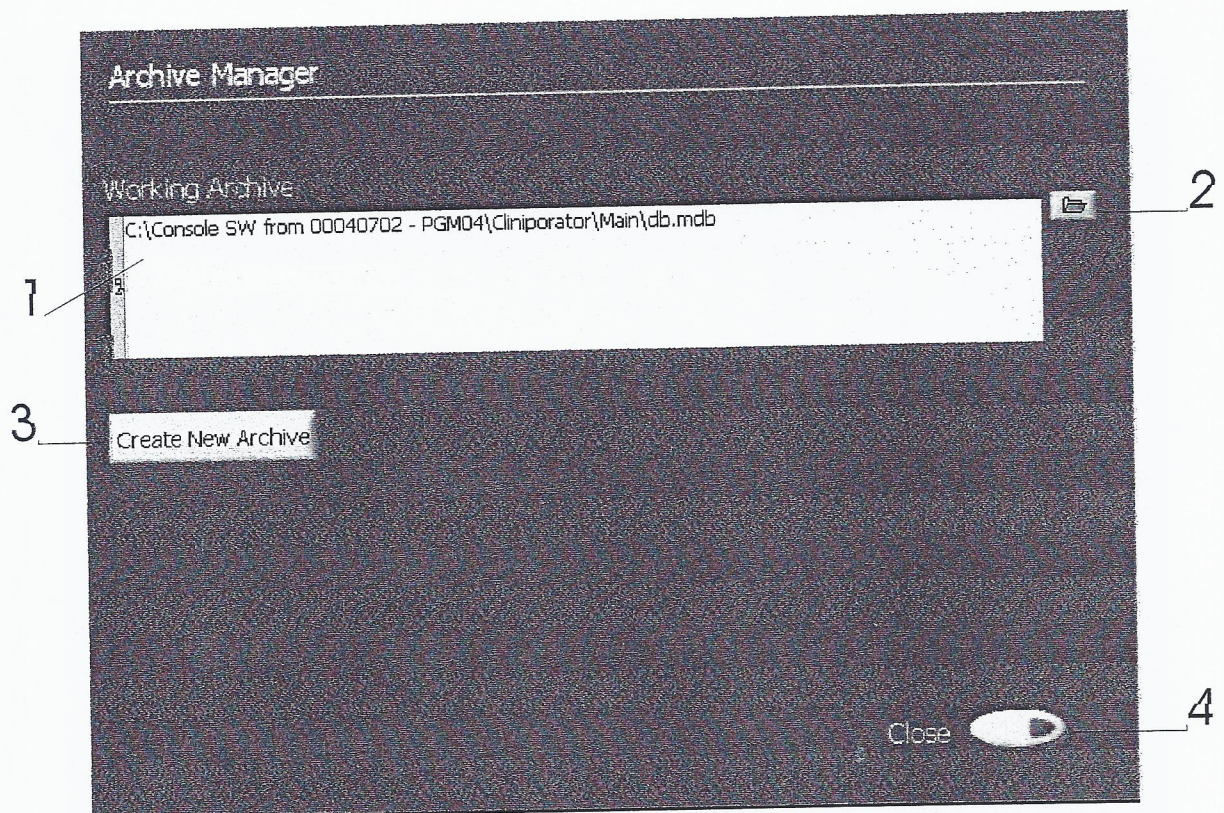 Archive Manager
Working Archive
2
C:\Console SW from 00040702 - PGM04\Cliniporator\Main\db.mdb
1
3
Create New Archive
4
Close